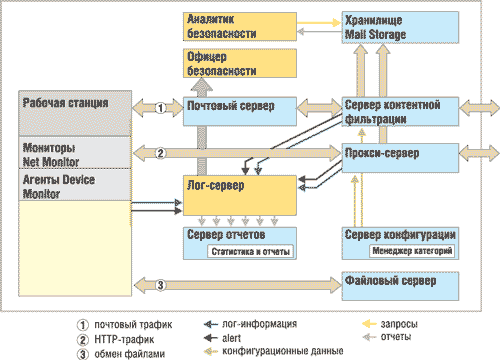 Аналитик
безопасности
Хранилище
Mail Storage
Офицер
безопасности
Рабочая станция
1
Почтовый сервер
Сервер контентной
фильтрации
Мониторы
Net Monitor
2
Прокси-сервер
Агенты Device
Monitor
Лог-сервер
Сервер отчетов
Статистика и отчеты
Сервер конфигурации
Менеджер категорий
3
Файловый сервер
1 почтовый трафик
2 HTTP-трафик
3 обмен файлами
лог-информация
alert
конфигурационные данные
запросы
отчеты